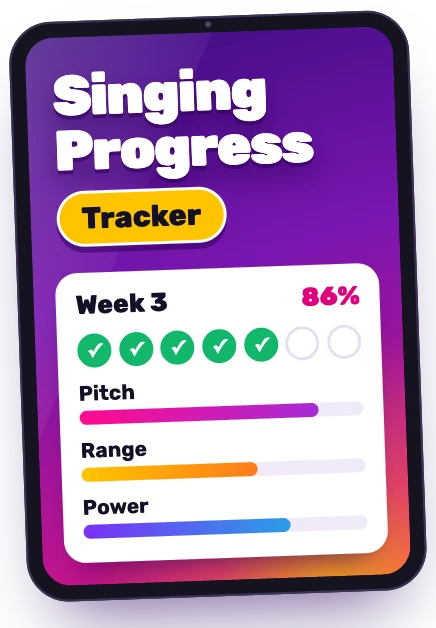 Singing
Progress
Tracker
Week 3 86%
Pitch
Range
Power